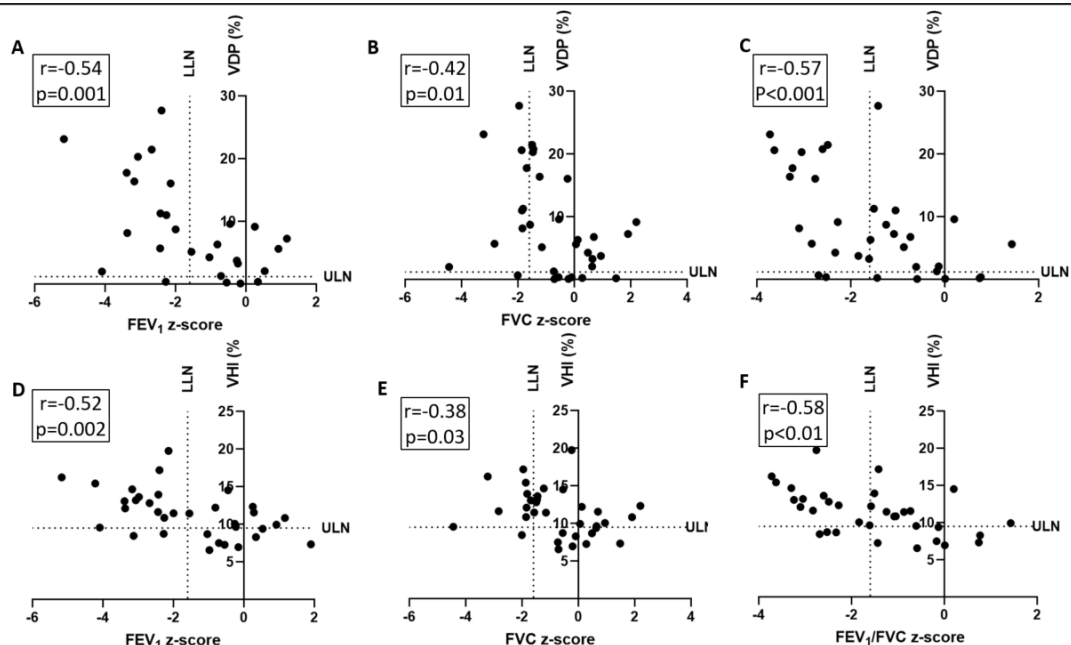 A
r=-0.54
p=0.001
LLN
VDP (%)
30
20
10
ULN
-6 -4 -2 0 2
FEV1 z-score
B
r=-0.42
p=0.01
LLN
VDP (%)
30
20
10
ULN
-6 -4 -2 0 2 4
FVC z-score
C
r=-0.57
P<0.001
LLN
VDP (%)
30
20
10
ULN
-4 -2 0 2
D
r=-0.52
p=0.002
LLN
VHI (%
25
20
15
10
5
ULN
-6 -4 -2 0 2
FEV1 z-score
E
r=-0.38
p=0.03
LLN
VHI (%)
25
20
15
10
5
ULN
-6 -4 -2 0 2 4
FVC z-score
F
r=-0.58
p<0.01
LLN
VHI (%)
25
20
15
10
5
ULN
-4 -2 0 2
FEV1/FVC z-score